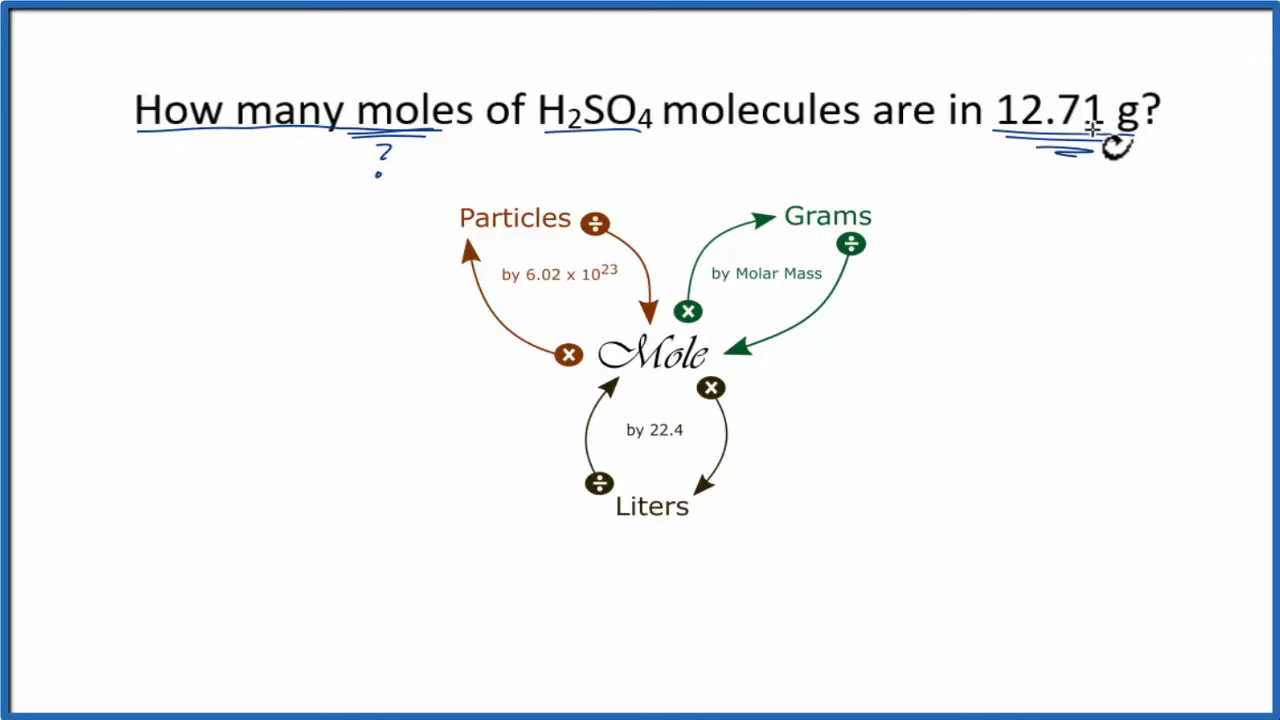 How many moles of H₂SO₄ molecules are in 12.71 g?
?
Particles ÷
Grams
÷
by 6.02 x 10²³
by Molar Mass
×
× Mole
×
by 22.4
÷
Liters